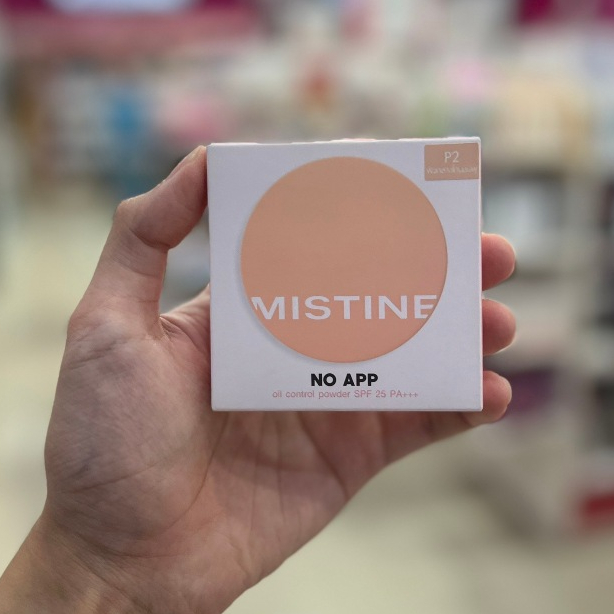 P2
MISTINE
NO APP
oil control powder SPF 25 PA+++